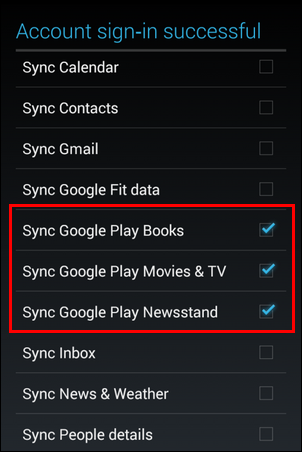 Account sign-in successful
Sync Calendar
Sync Contacts
Sync Gmail
Sync Google Fit data
Sync Google Play Books
Sync Google Play Movies & TV
Sync Google Play Newsstand
Sync Inbox
Sync News & Weather
Sync People details